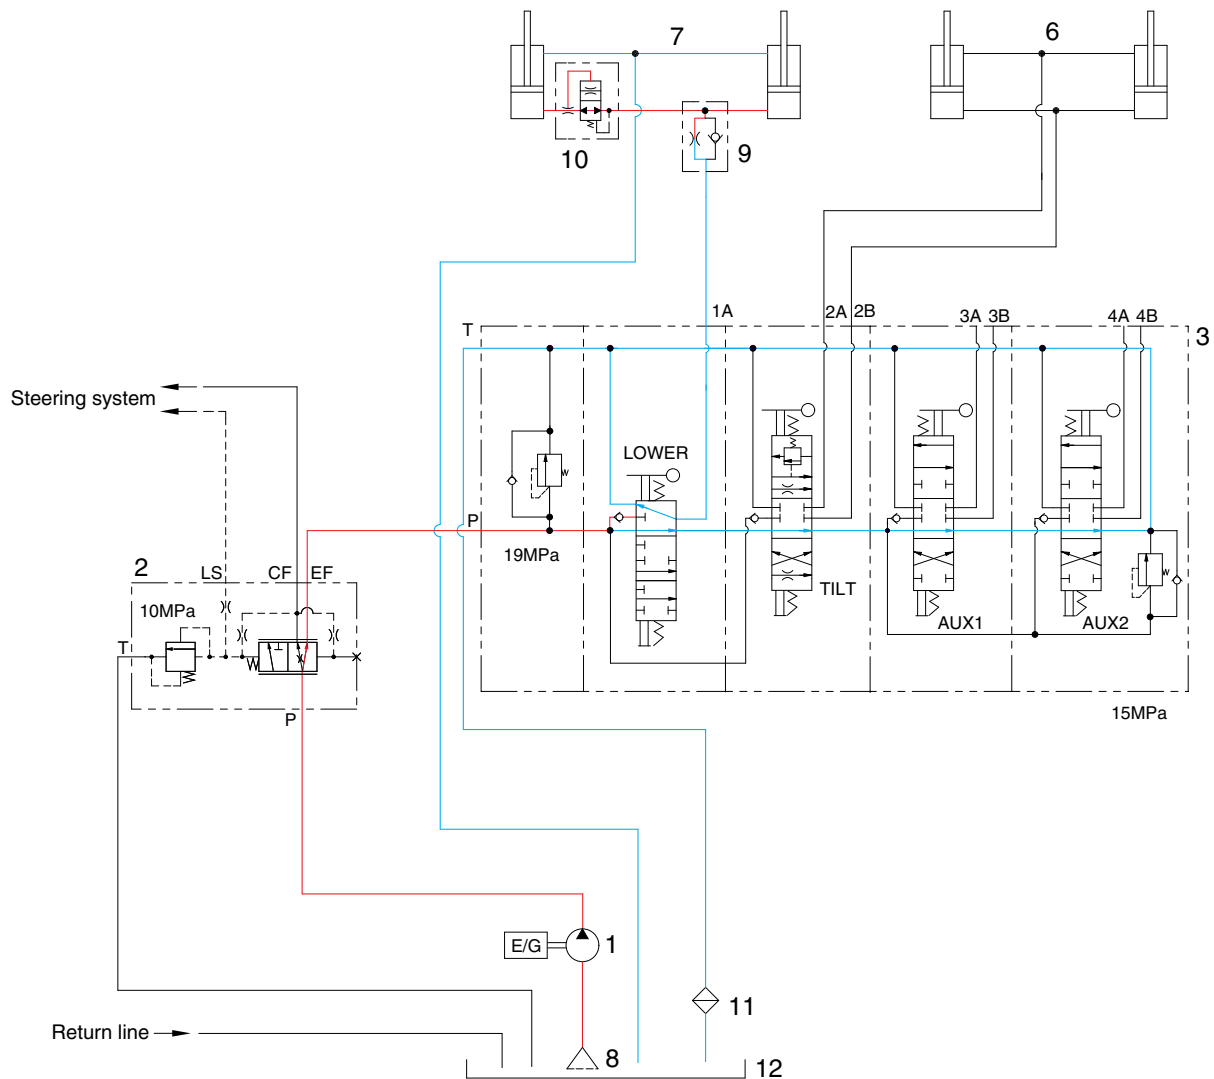 7
6
10
9
1A
2A 2B
3A 3B
4A 4B
T
3
Steering system
LOWER
P
19MPa
2
LS
CF
EF
10MPa
TILT
AUX1
AUX2
T
P
15MPa
E/G
1
11
Return line
8
12